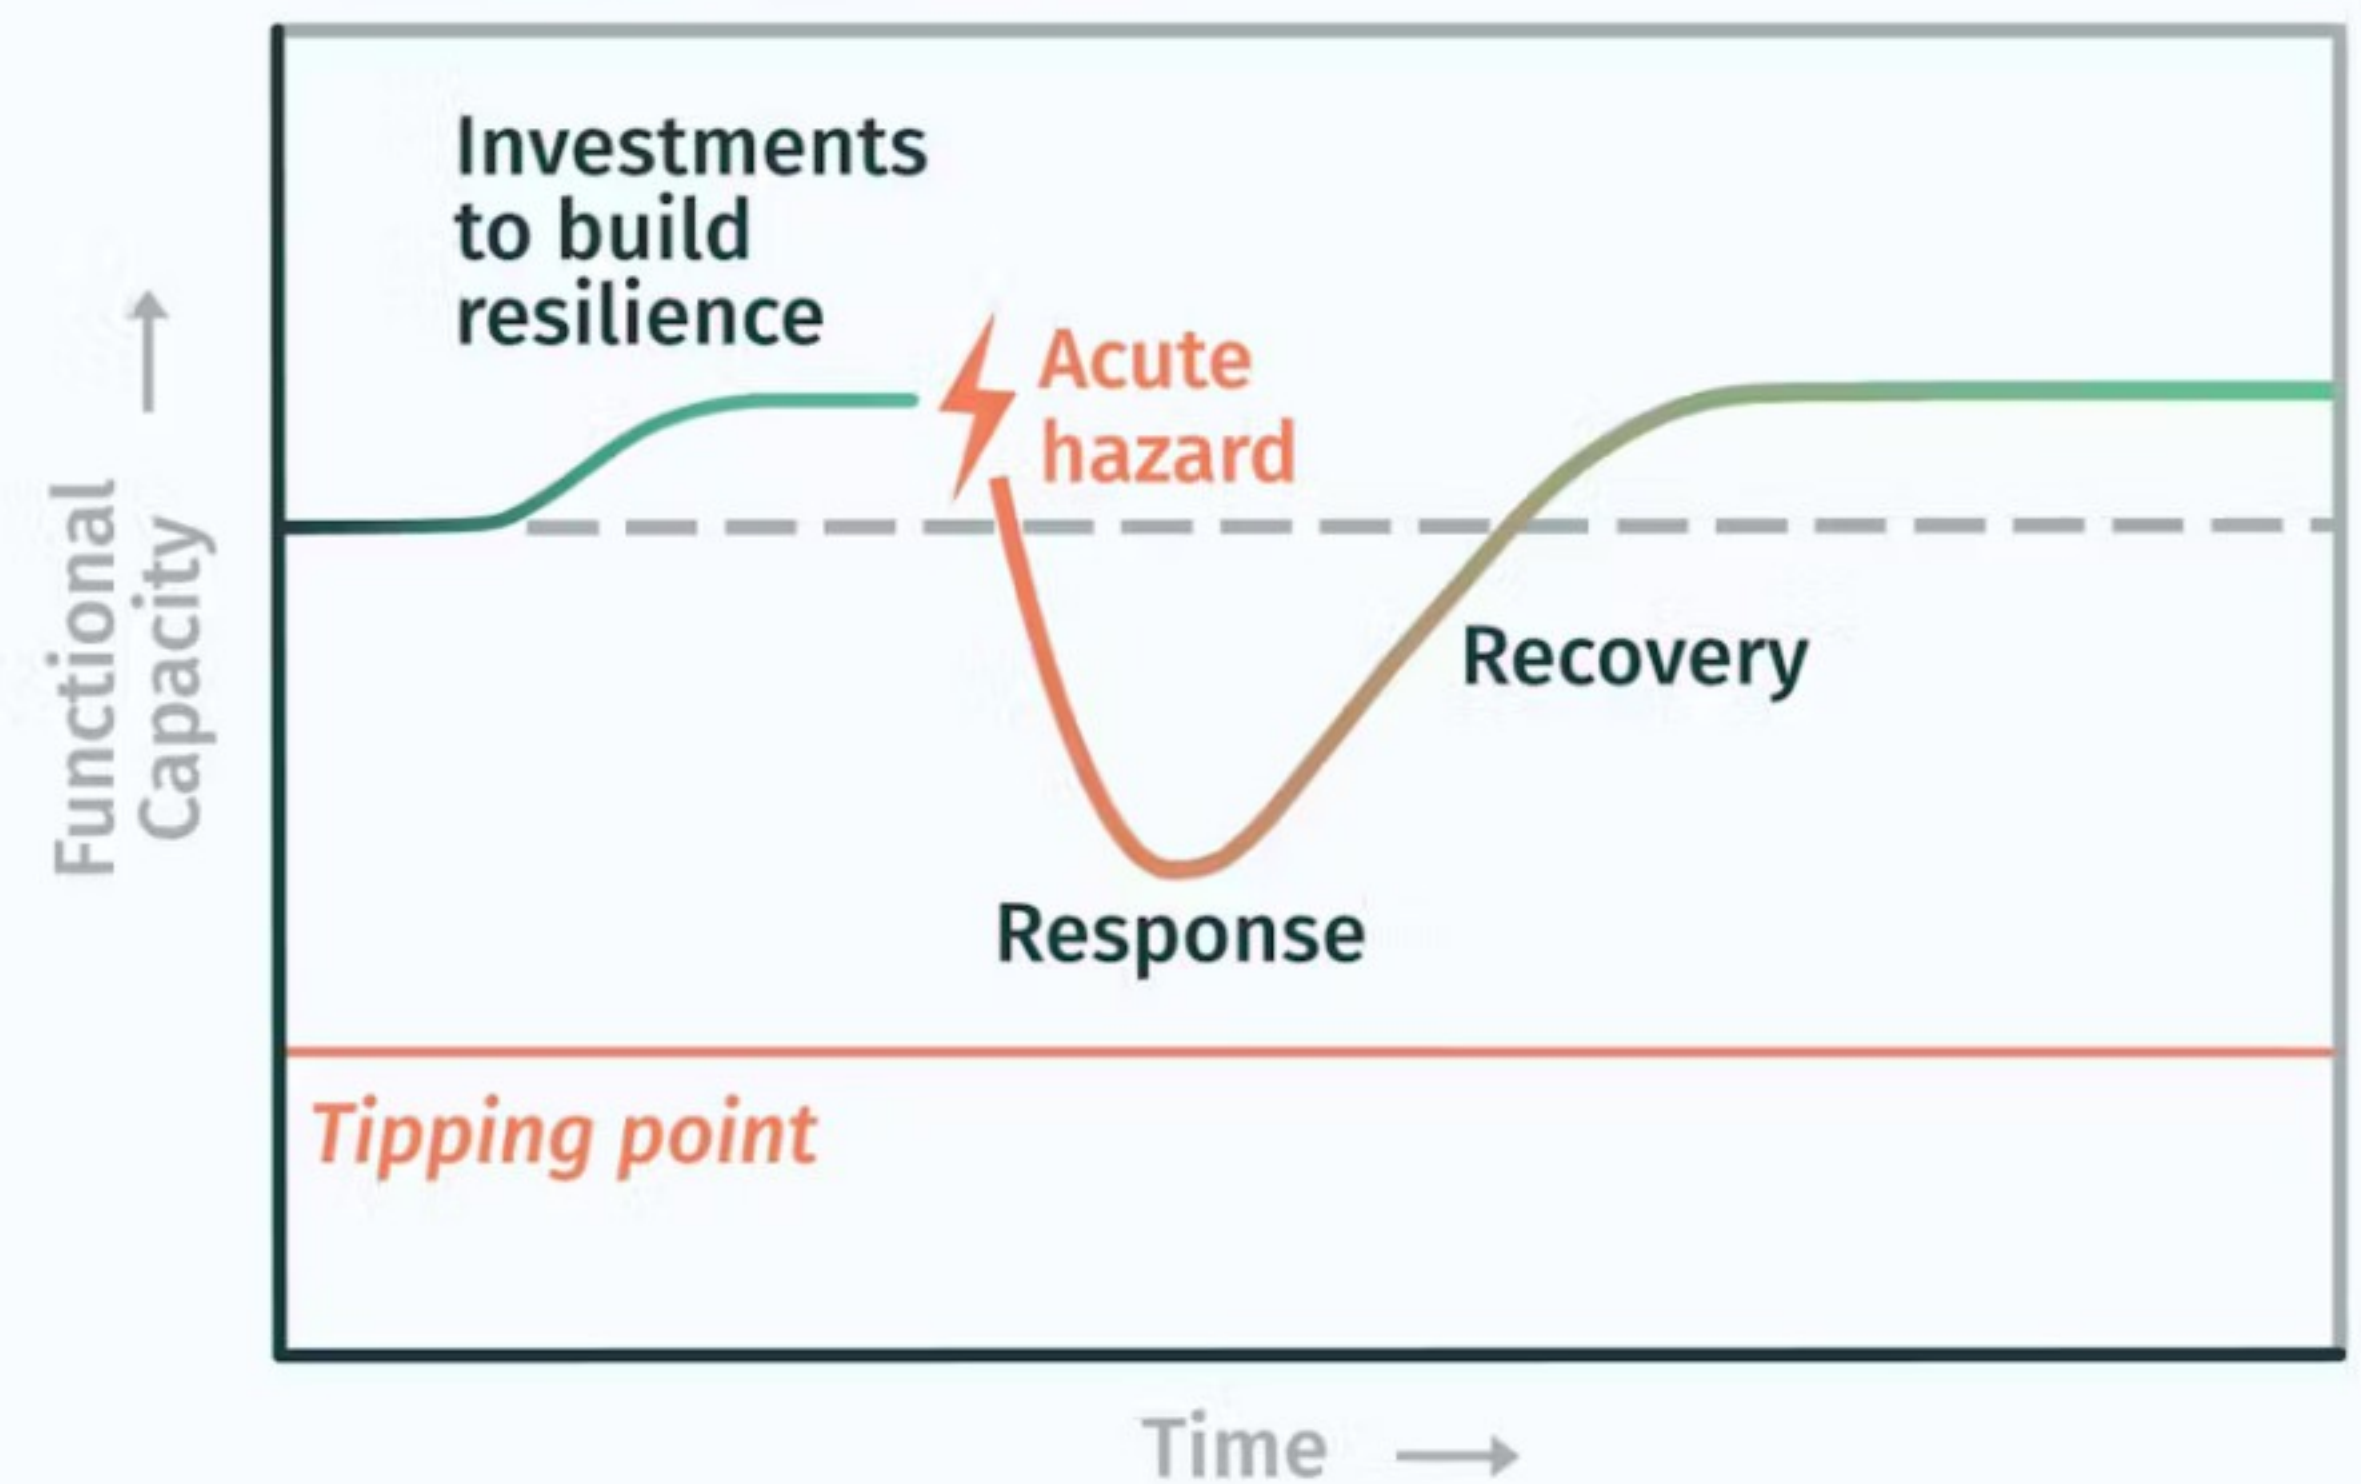 Investments
to build
resilience
Acute
hazard
Functional
Capacity
Recovery
Response
Tipping point
Time